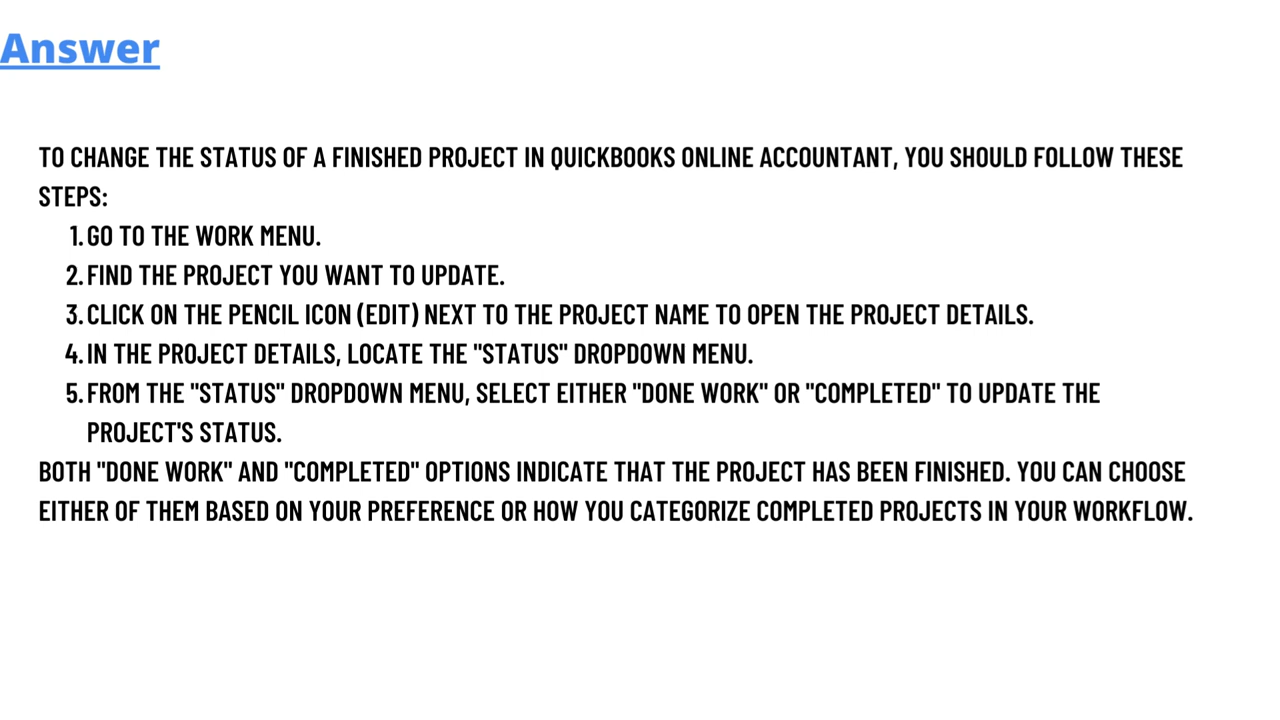 Answer
TO CHANGE THE STATUS OF A FINISHED PROJECT IN QUICKBOOKS ONLINE ACCOUNTANT, YOU SHOULD FOLLOW THESE
STEPS:
1. GO TO THE WORK MENU.
2. FIND THE PROJECT YOU WANT TO UPDATE.
3. CLICK ON THE PENCIL ICON (EDIT) NEXT TO THE PROJECT NAME TO OPEN THE PROJECT DETAILS.
4. IN THE PROJECT DETAILS, LOCATE THE "STATUS" DROPDOWN MENU.
5. FROM THE "STATUS" DROPDOWN MENU, SELECT EITHER "DONE WORK" OR "COMPLETED" TO UPDATE THE
PROJECT'S STATUS.
BOTH "DONE WORK" AND "COMPLETED" OPTIONS INDICATE THAT THE PROJECT HAS BEEN FINISHED. YOU CAN CHOOSE
EITHER OF THEM BASED ON YOUR PREFERENCE OR HOW YOU CATEGORIZE COMPLETED PROJECTS IN YOUR WORKFLOW.